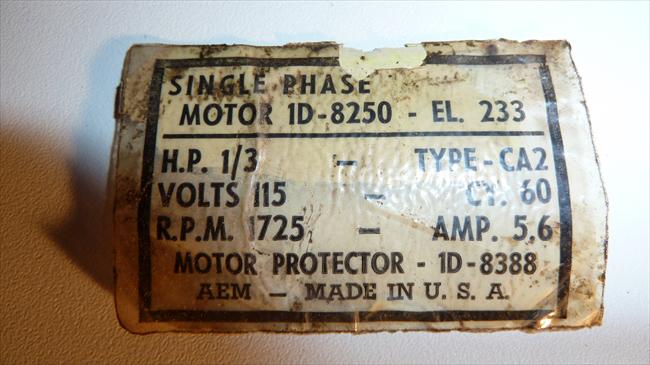 SINGLE PHASE
MOTOR 1D-8250 - EL. 233
H.P. 1/3 - TYPE-CA2
VOLTS 115 - CY. 60
R.P.M. 1725 - AMP. 5.6
MOTOR PROTECTOR - 1D-8388
AEM - MADE IN U. S. A.